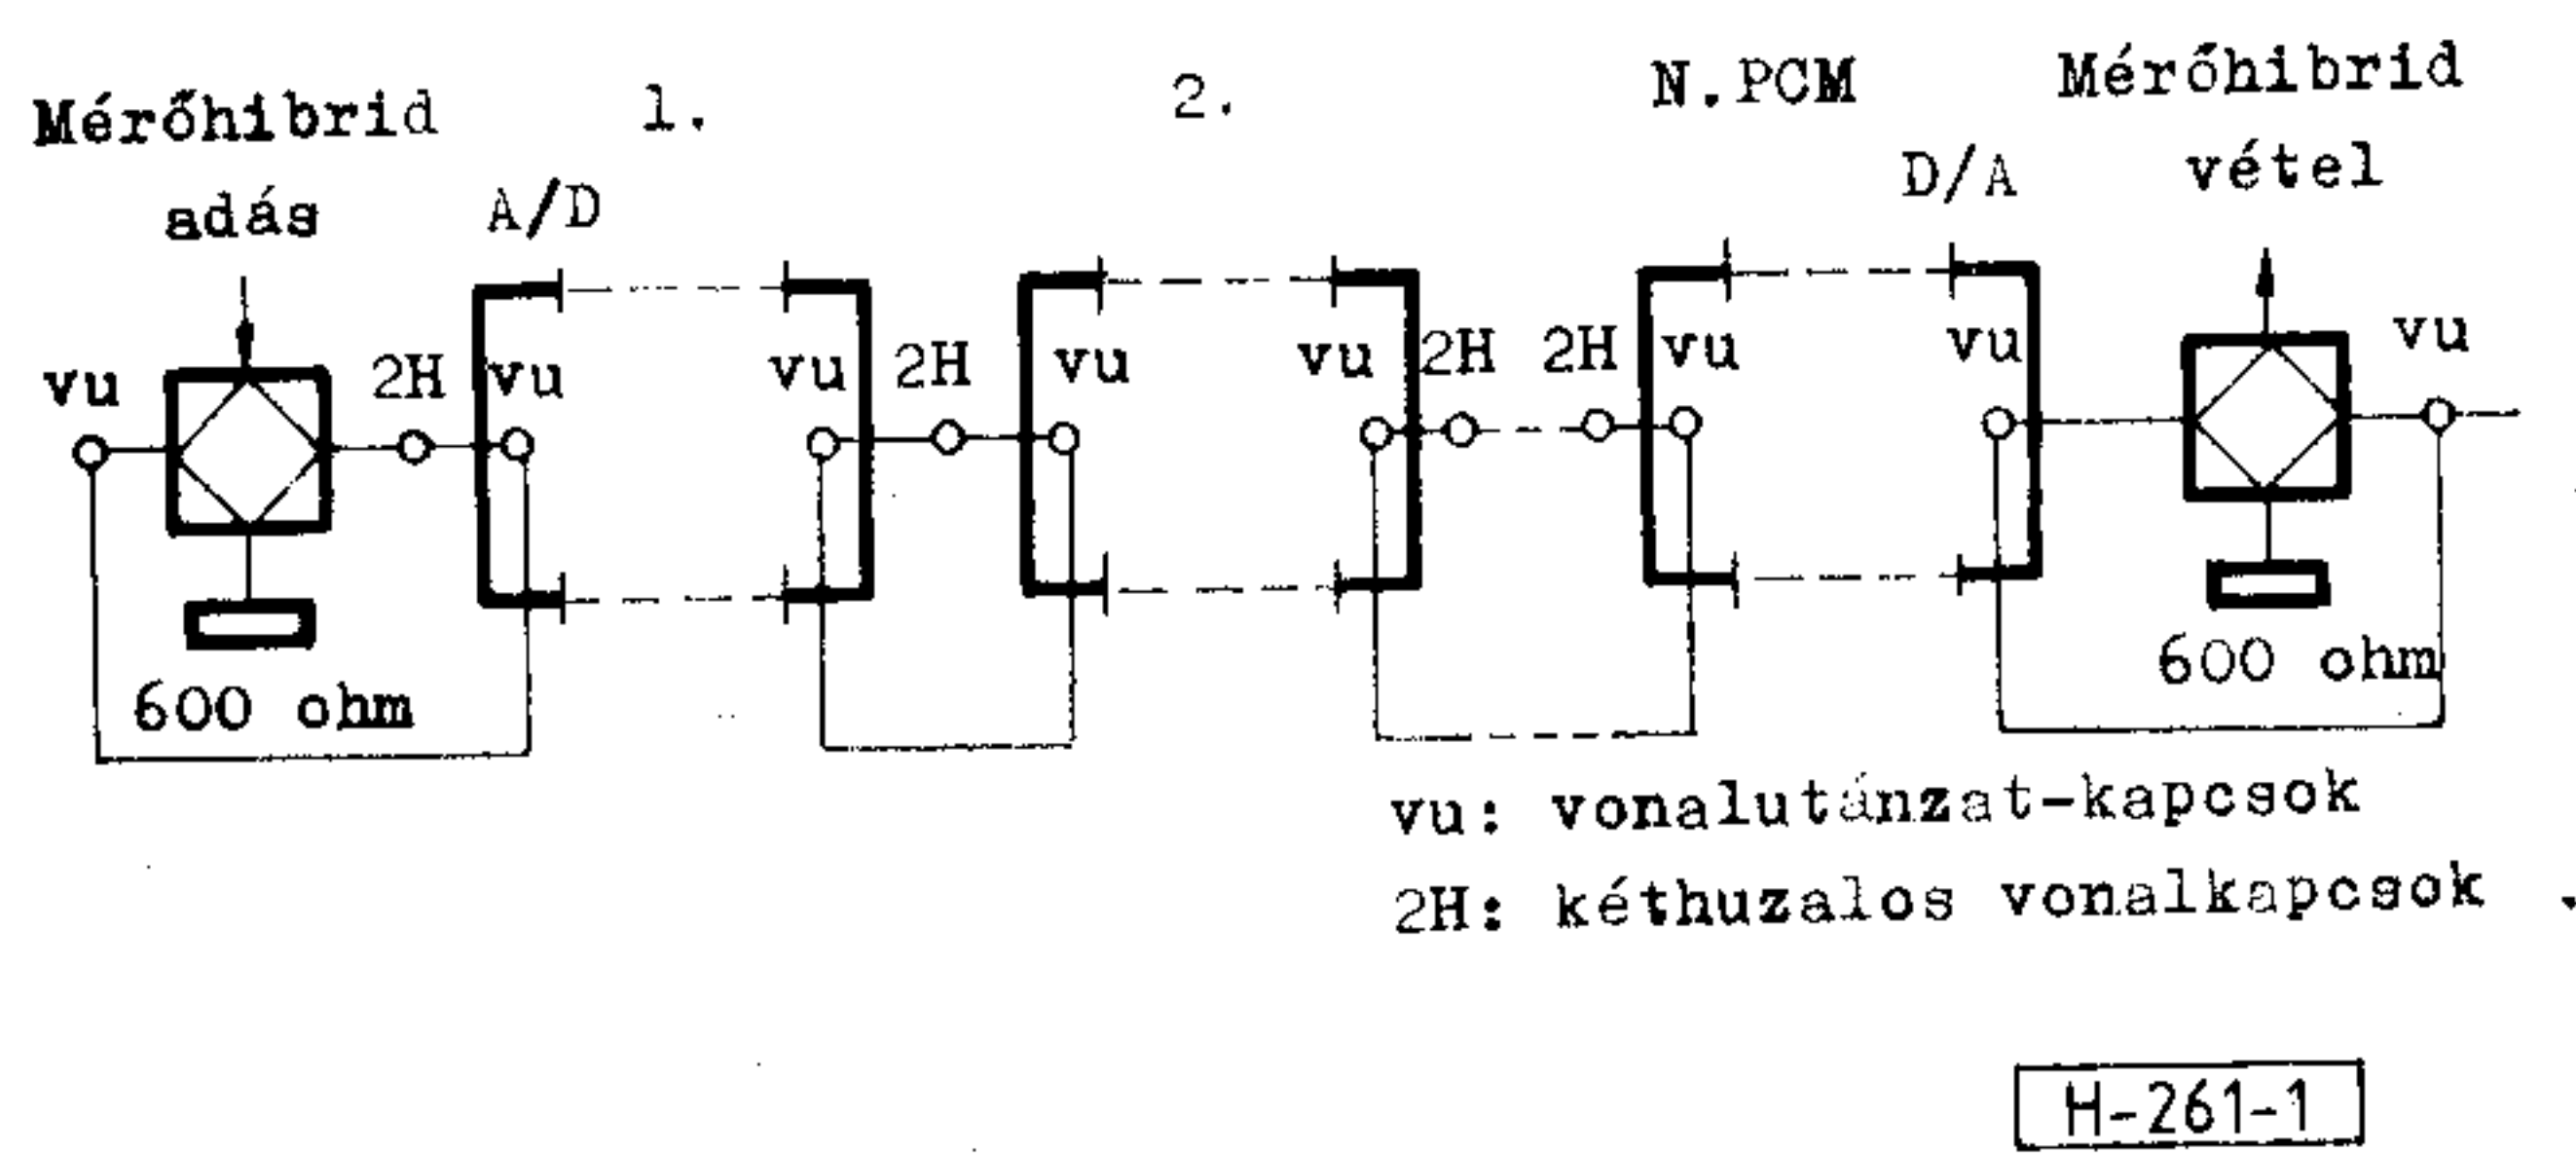 Mérőhibrid
adás
1.
2.
N.PCM
Mérőhibrid
vétel
A/D
D/A
vu
2H
vu
vu
2H
vu
vu
2H
2H
vu
vu
vu
600 ohm
600 ohm
vu: vonalutánzat-kapcsok
2H: kéthuzalos vonalkapcsok .
H-261-1